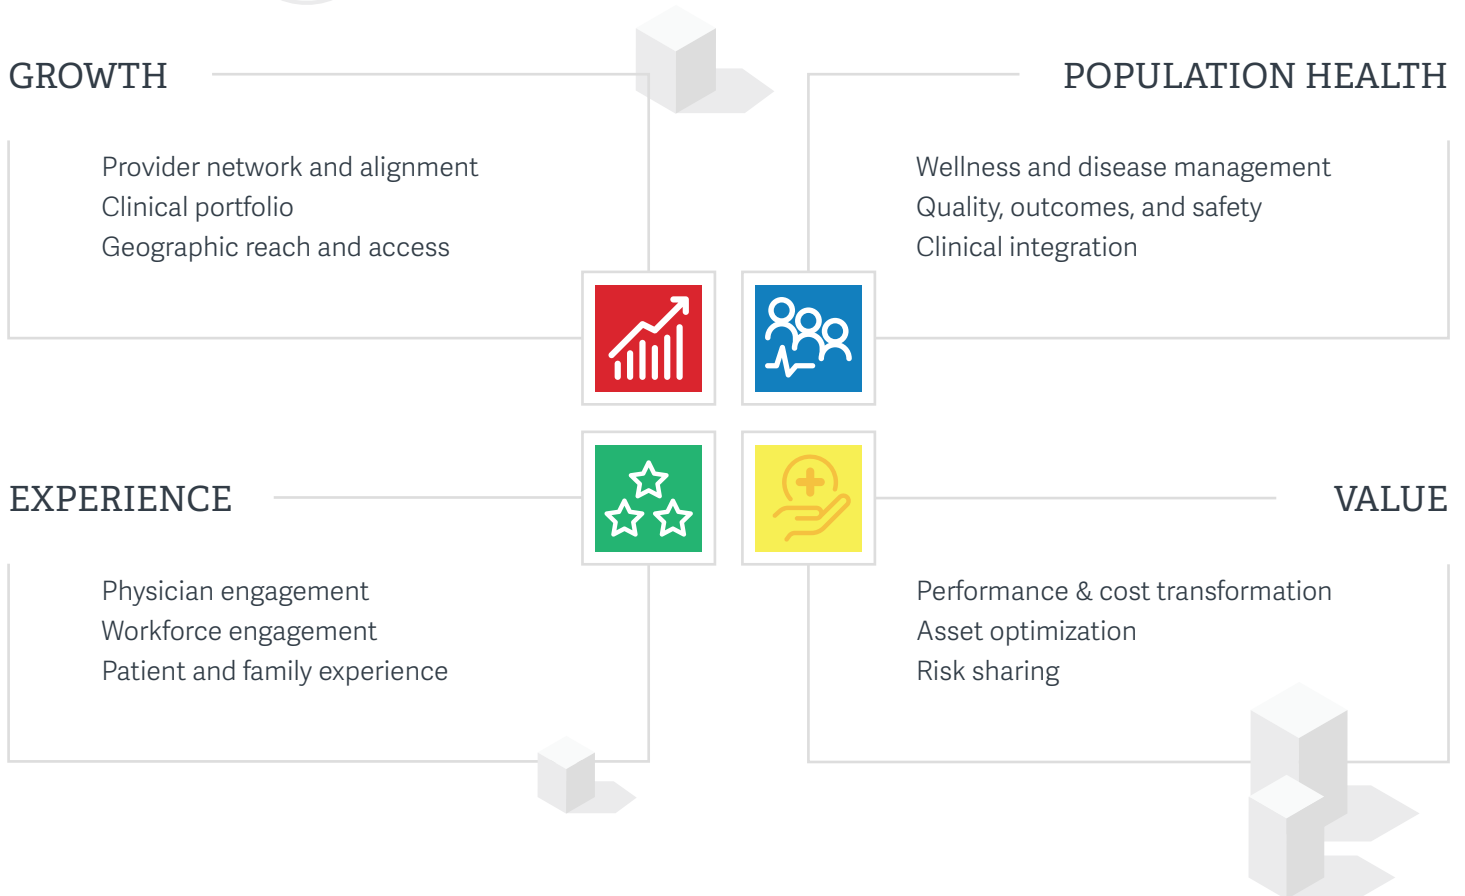 GROWTH
Provider network and alignment
Clinical portfolio
Geographic reach and access
POPULATION HEALTH
Wellness and disease management
Quality, outcomes, and safety
Clinical integration
EXPERIENCE
Physician engagement
Workforce engagement
Patient and family experience
VALUE
Performance & cost transformation
Asset optimization
Risk sharing